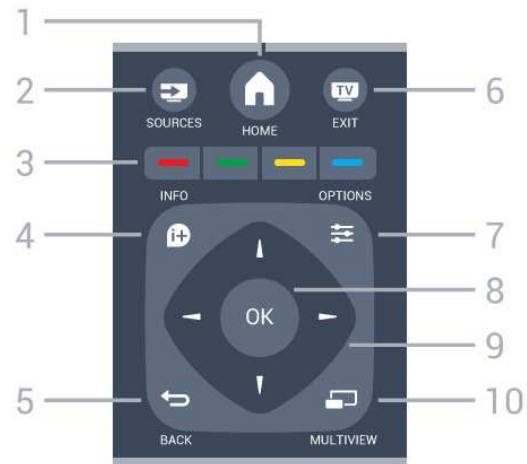 1
2
TV
6
SOURCES
HOME
EXIT
3
INFO
OPTIONS
4
i+
7
8
OK
9
5
10
BACK
MULTIVIEW